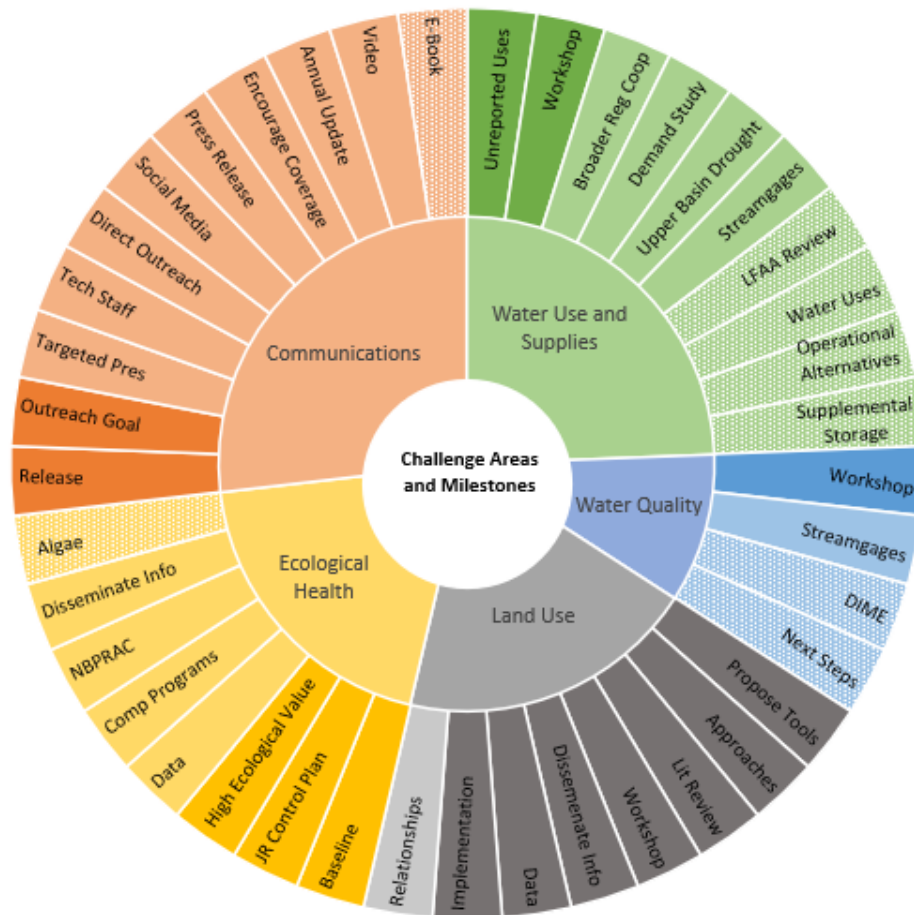 Challenge Areas
and Milestones
Water Use and
Supplies
Unreported Uses
Workshop
Broader Reg Coop
Demand Study
Upper Basin Drought
Streamgages
LFAA Review
Water Uses
Operational
Alternatives
Supplemental
Storage
Water Quality
Workshop
Streamgages
DIME
Next Steps
Land Use
Propose Tools
Approaches
Lit Review
Workshop
Dissemenate Info
Data
Implementation
Relationships
Ecological
Health
Baseline
JR Control Plan
High Ecological Value
Data
Comp Programs
NBPRAC
Disseminate Info
Algae
Communications
Release
Outreach Goal
Targeted Pres
Tech Staff
Direct Outreach
Social Media
Press Release
Encourage Coverage
Annual Update
Video
E-Book